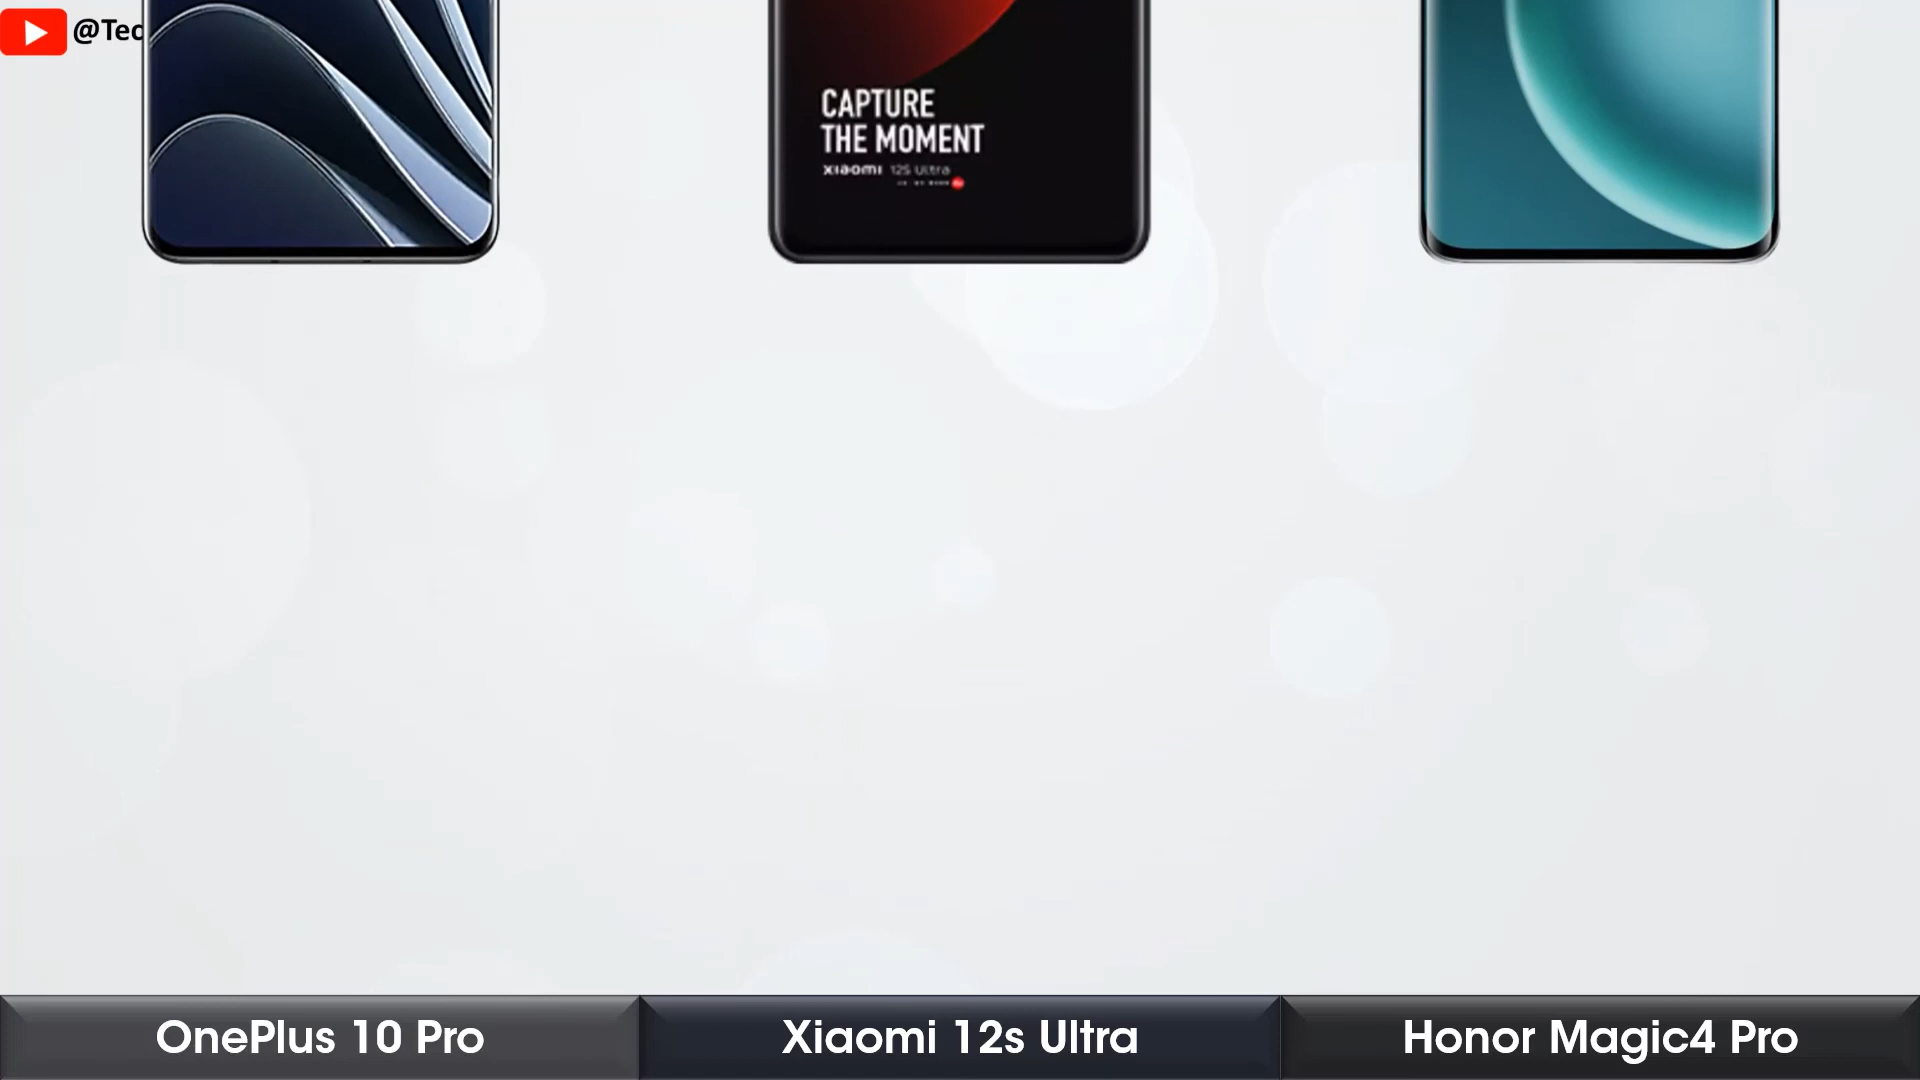 @Tec
CAPTURE
THE MOMENT
xiaomi 12S Ultra
OnePlus 10 Pro
Xiaomi 12s Ultra
Honor Magic4 Pro